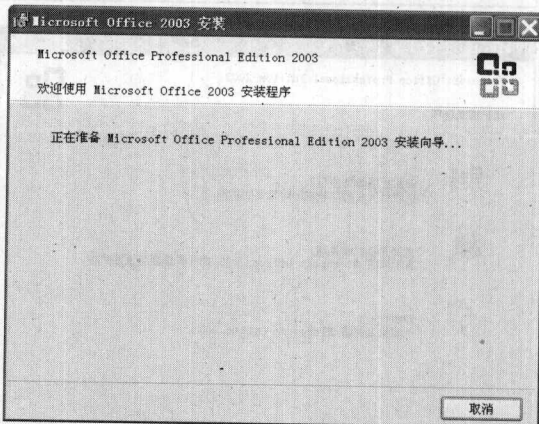 Microsoft Office 2003 安装
Microsoft Office Professional Edition 2003
欢迎使用 Microsoft Office 2003 安装程序
正在准备 Microsoft Office Professional Edition 2003 安装向导...
取消